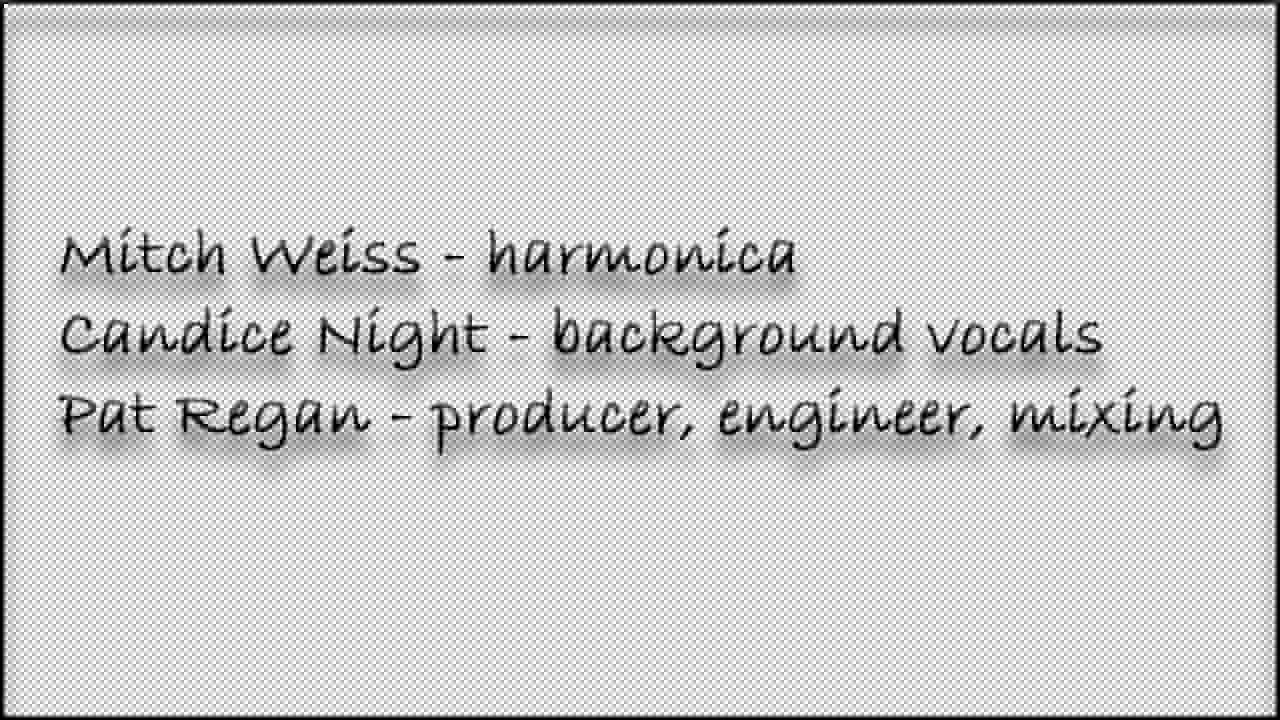 Mitch Weiss - harmonica
Candice Night - background vocals
Pat Regan - producer, engineer, mixing